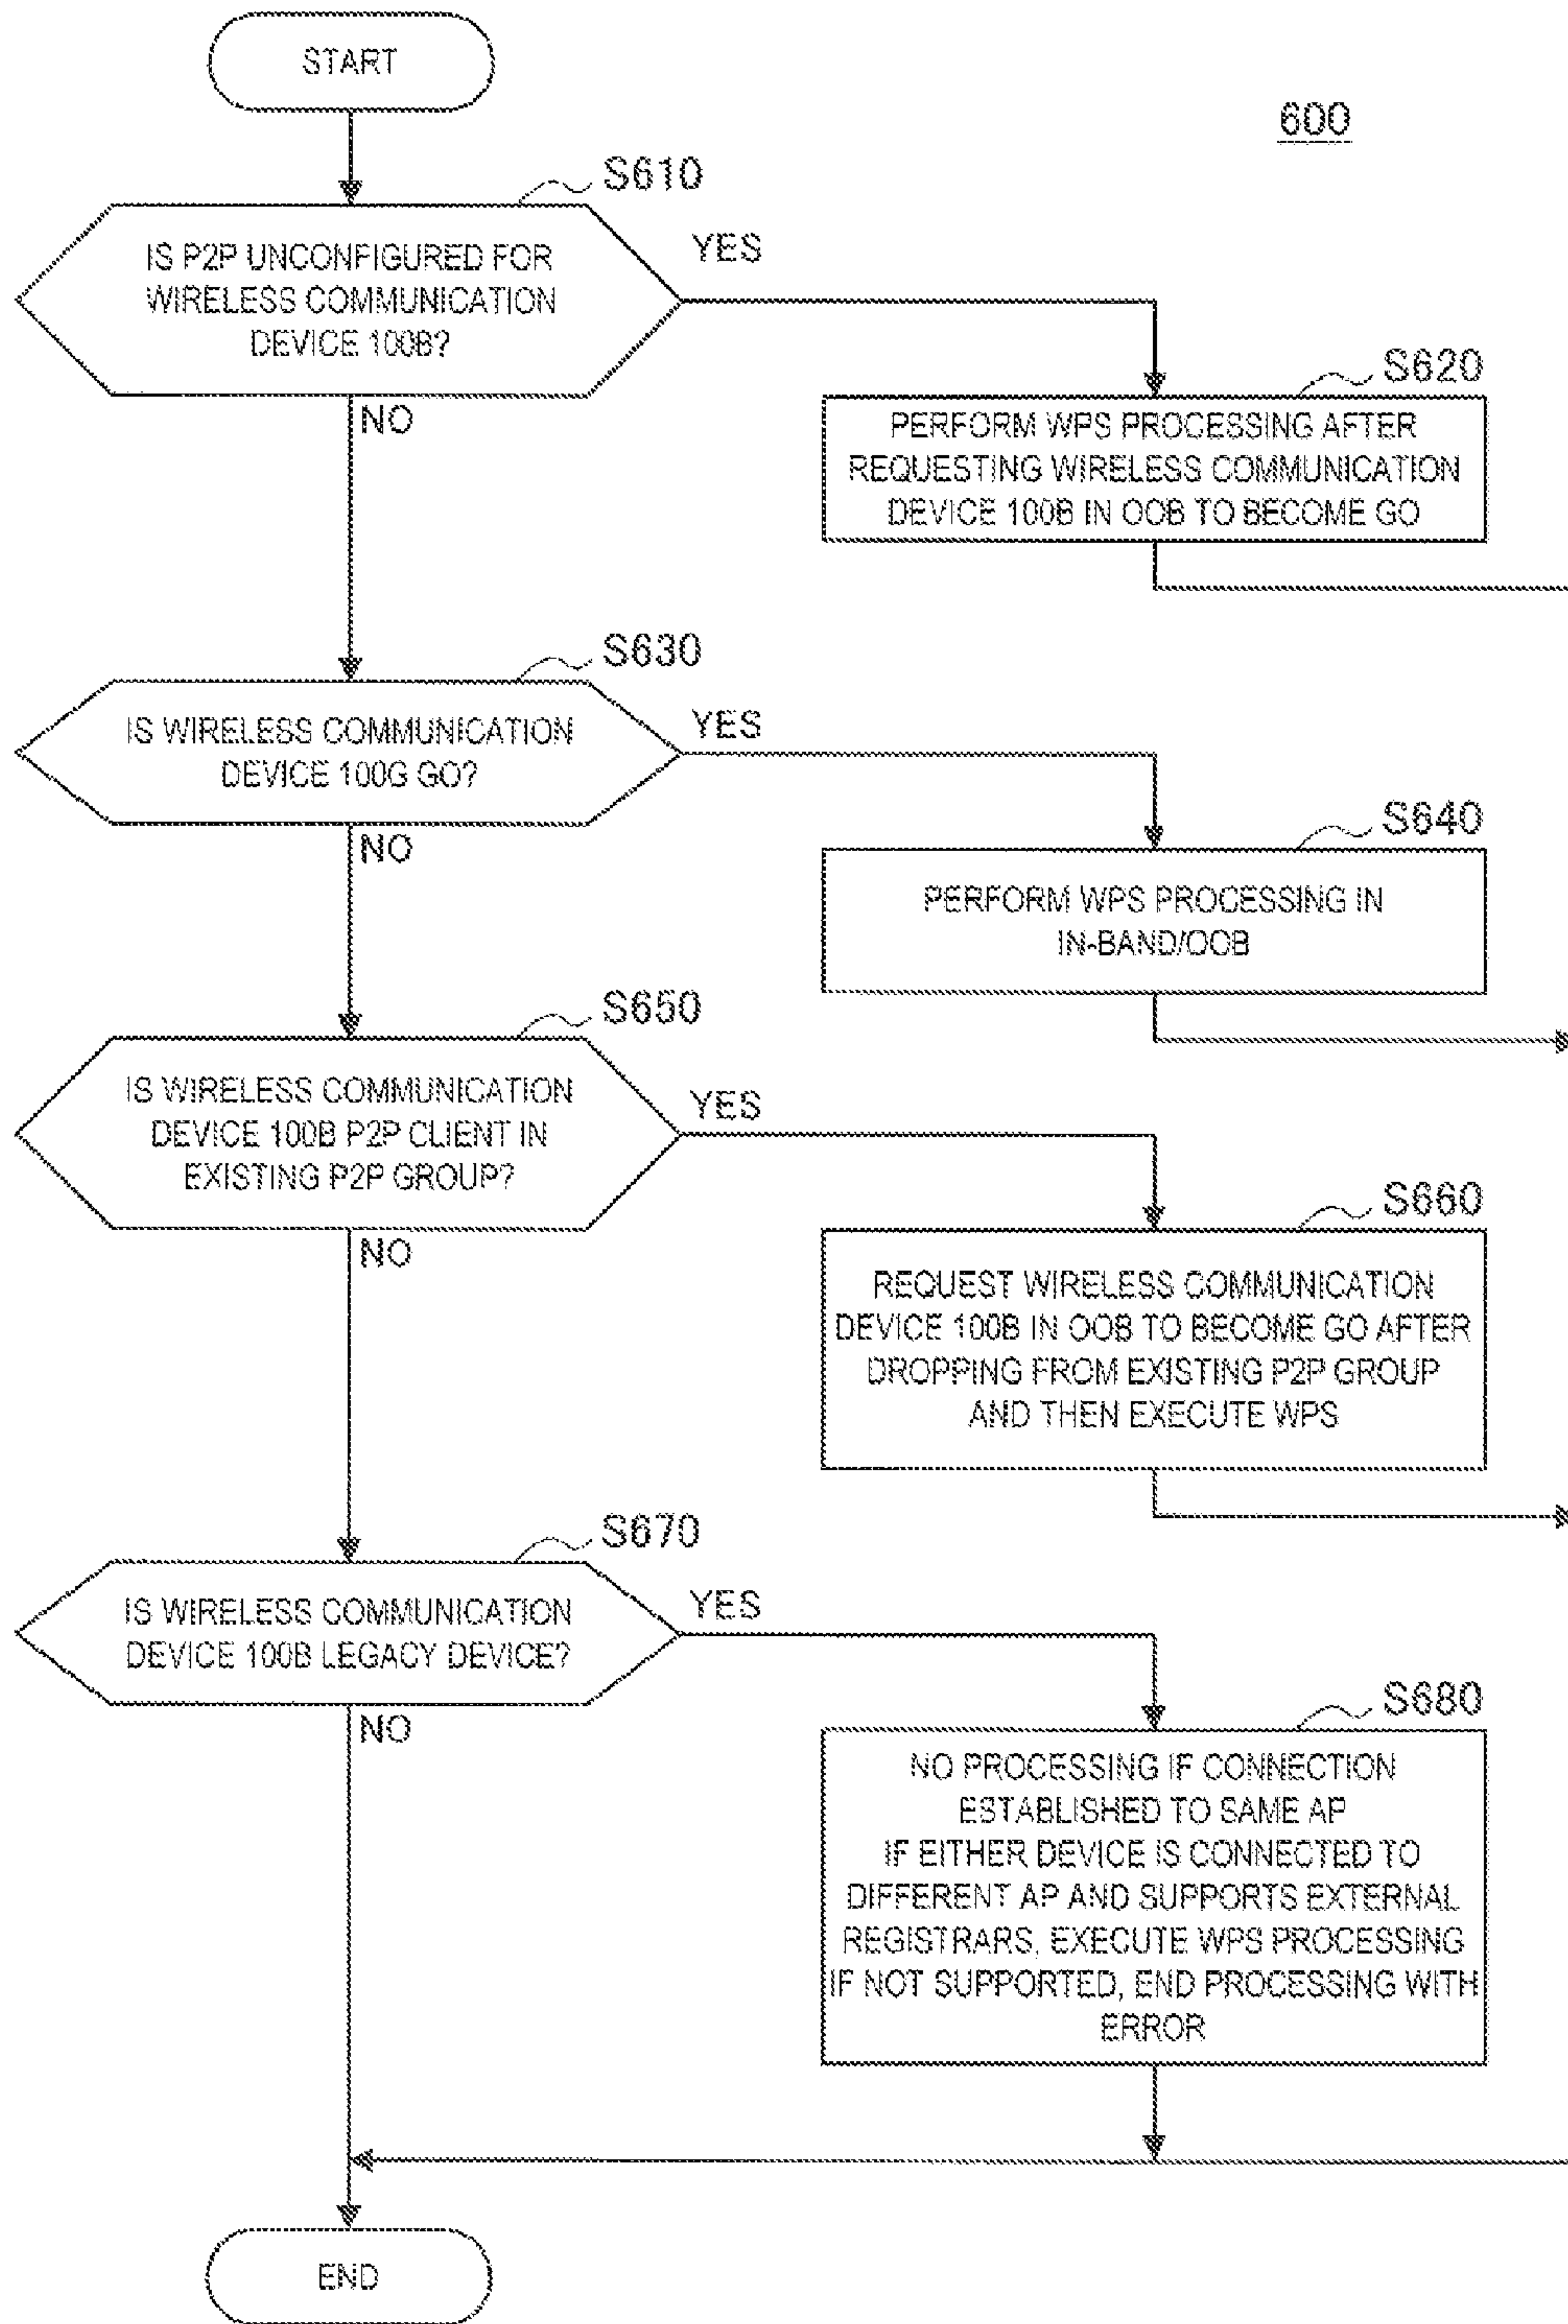 START
600
S610
IS P2P UNCONFIGURED FOR
WIRELESS COMMUNICATION
DEVICE 100B?
YES
NO
S620
PERFORM WPS PROCESSING AFTER
REQUESTING WIRELESS COMMUNICATION
DEVICE 100B IN OOB TO BECOME GO
S630
IS WIRELESS COMMUNICATION
DEVICE 100G GO?
YES
NO
S640
PERFORM WPS PROCESSING IN
IN-BAND/OOB
S650
IS WIRELESS COMMUNICATION
DEVICE 100B P2P CLIENT IN
EXISTING P2P GROUP?
YES
NO
S660
REQUEST WIRELESS COMMUNICATION
DEVICE 100B IN OOB TO BECOME GO AFTER
DROPPING FROM EXISTING P2P GROUP
AND THEN EXECUTE WPS
S670
IS WIRELESS COMMUNICATION
DEVICE 100B LEGACY DEVICE?
YES
NO
S680
NO PROCESSING IF CONNECTION
ESTABLISHED TO SAME AP
IF EITHER DEVICE IS CONNECTED TO
DIFFERENT AP AND SUPPORTS EXTERNAL
REGISTRARS, EXECUTE WPS PROCESSING
IF NOT SUPPORTED, END PROCESSING WITH
ERROR
END